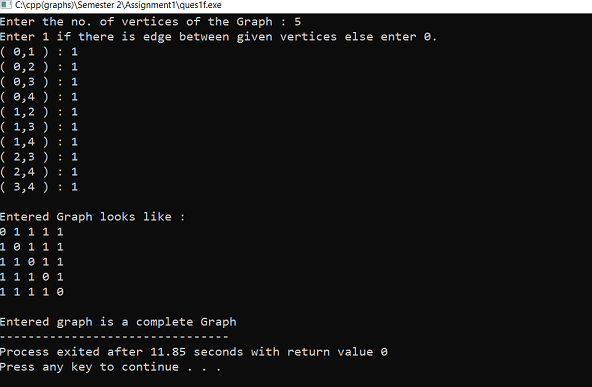 C:\cpp(graphs)\Semester 2\Assignment1\ques1f.exe
Enter the no. of vertices of the Graph : 5
Enter 1 if there is edge between given vertices else enter 0.
( 0,1 ) : 1
( 0,2 ) : 1
( 0,3 ) : 1
( 0,4 ) : 1
( 1,2 ) : 1
( 1,3 ) : 1
( 1,4 ) : 1
( 2,3 ) : 1
( 2,4 ) : 1
( 3,4 ) : 1
Entered Graph looks like :
0 1 1 1 1
1 0 1 1 1
1 1 0 1 1
1 1 1 0 1
1 1 1 1 0
Entered graph is a complete Graph
--------------------------------
Process exited after 11.85 seconds with return value 0
Press any key to continue . . .